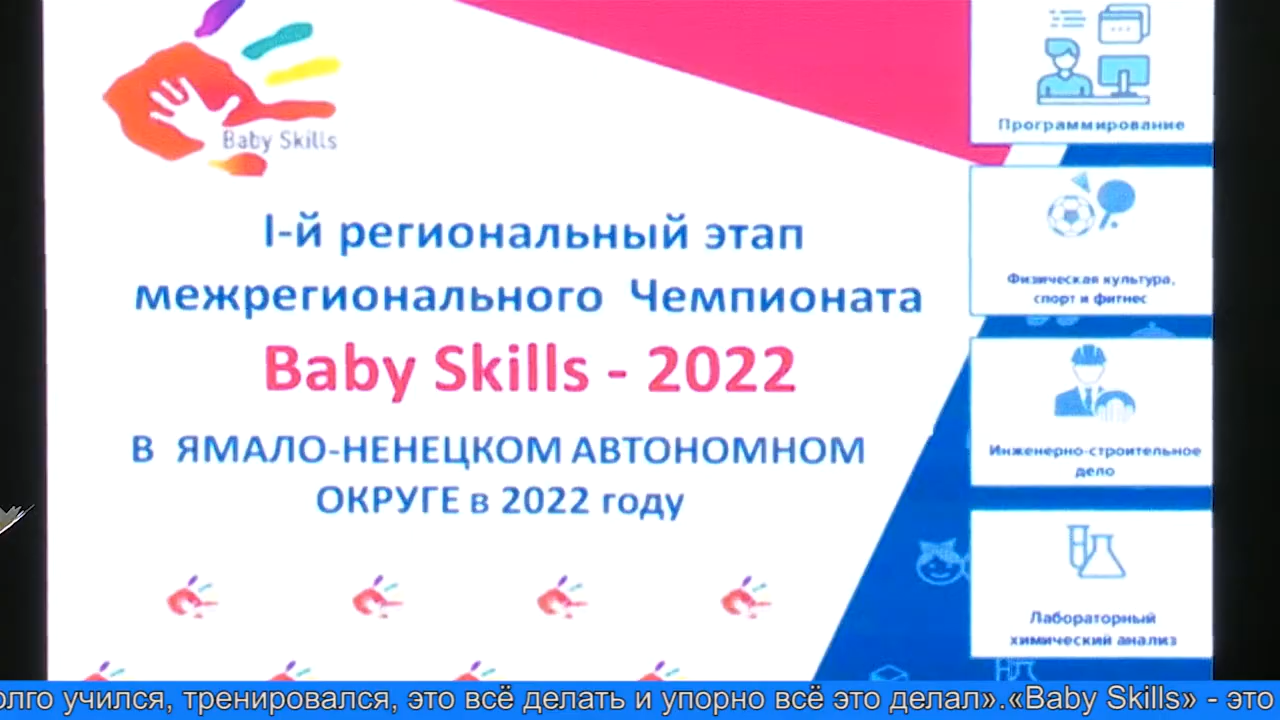 Baby Skills
I-й региональный этап
межрегионального Чемпионата
Baby Skills - 2022
В ЯМАЛО-НЕНЕЦКОМ АВТОНОМНОМ
ОКРУГЕ в 2022 году
Программирование
Физическая культура,
спорт и фитнес
Инженерно-строительное
дело
Лабораторный
химический анализ
олго учился, тренировался, это всё делать и упорно всё это делал».«Baby Skills» - это